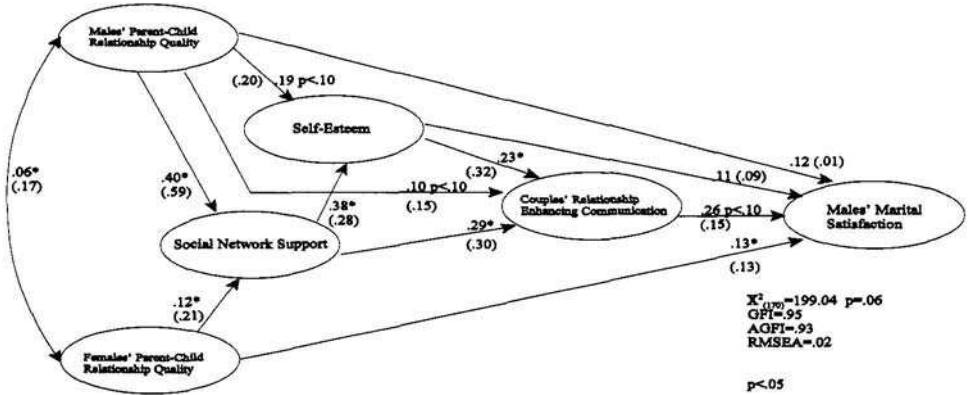 Males' Parent-Child
Relationship Quality
.19 p<.10
(.20)
Self-Esteem
.12 (.01)
.06*
(.17)
.40*
(.59)
.23*
(.32)
.11 (.09)
.10 p<.10
(.15)
Couples' Relationship
Enhancing Communication
.26 p<.10
(.15)
Males' Marital
Satisfaction
.38*
(.28)
Social Network Support
.29*
(.30)
.13*
(.13)
.12*
(.21)
Females' Parent-Child
Relationship Quality
X²(170)=199.04 p=.06
GFI=.95
AGFI=.93
RMSEA=.02
p<.05